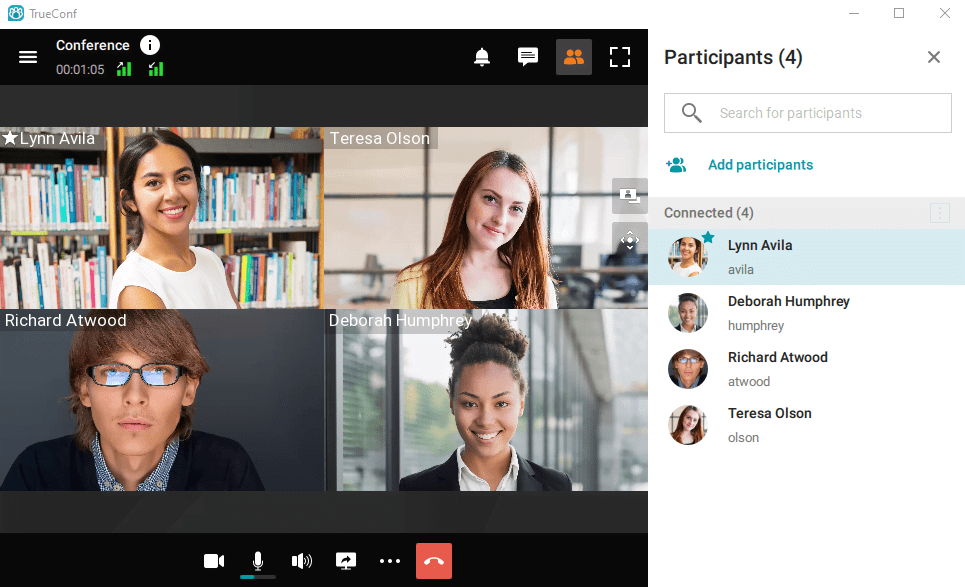 TrueConf
Conference
00:01:05
Lynn Avila
Teresa Olson
Richard Atwood
Deborah Humphrey
Participants (4)
Search for participants
Add participants
Connected (4)
Lynn Avila
avila
Deborah Humphrey
humphrey
Richard Atwood
atwood
Teresa Olson
olson